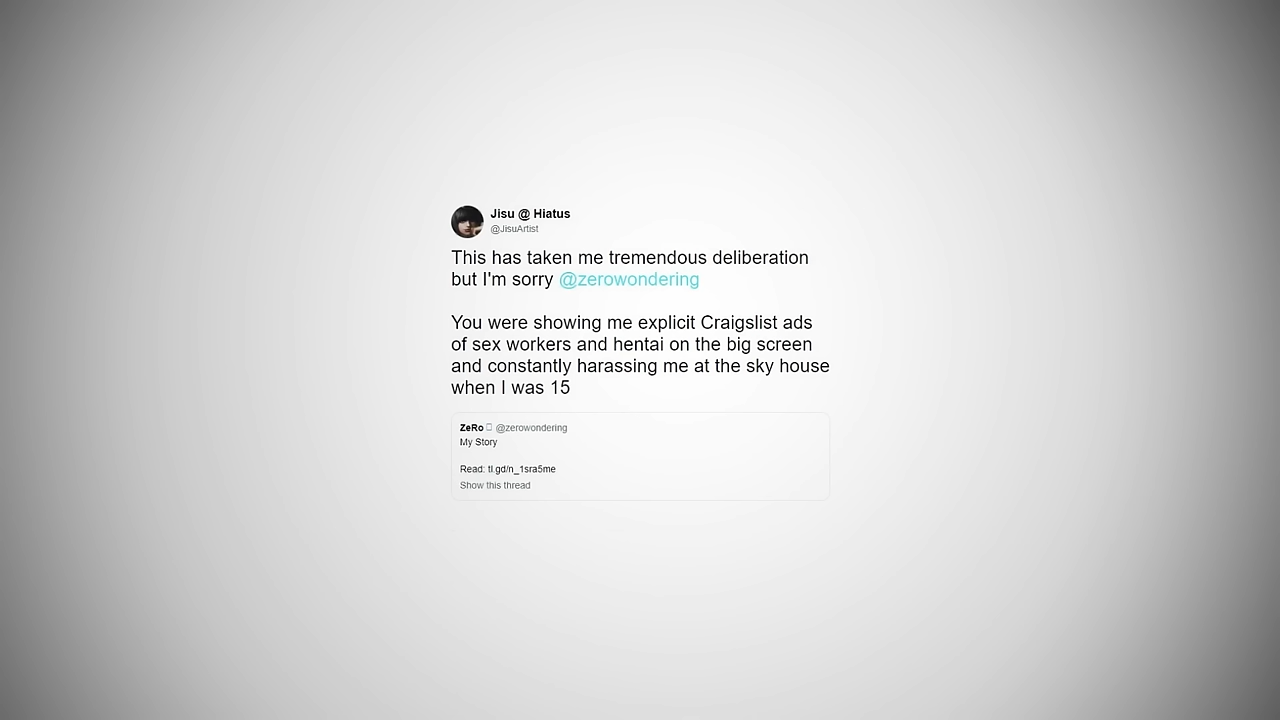 Jisu @ Hiatus
@JisuArtist
This has taken me tremendous deliberation
but I'm sorry @zerowondering
You were showing me explicit Craigslist ads
of sex workers and hentai on the big screen
and constantly harassing me at the sky house
when I was 15
ZeRo @zerowondering
My Story
Read: tl.gd/n_1sra5me
Show this thread